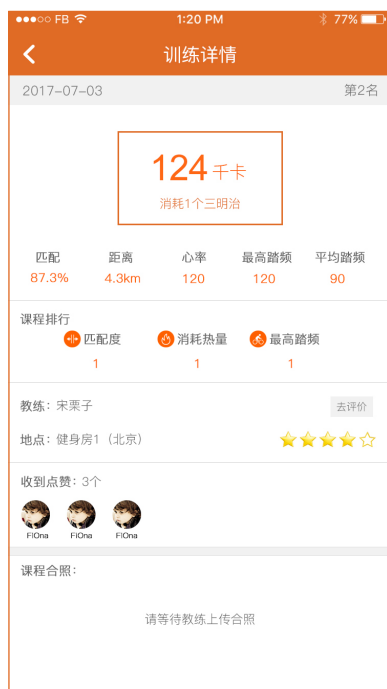 FB 1:20 PM 77%
训练详情
2017-07-03 第2名
124千卡
消耗1个三明治
匹配 距离 心率 最高踏频 平均踏频
87.3% 4.3km 120 120 90
课程排行
匹配度 消耗热量 最高踏频
1 1 1
教练：宋栗子 去评价
地点：健身房1（北京）
收到点赞：3个
FIOna FIOna FIOna
课程合照：
请等待教练上传合照